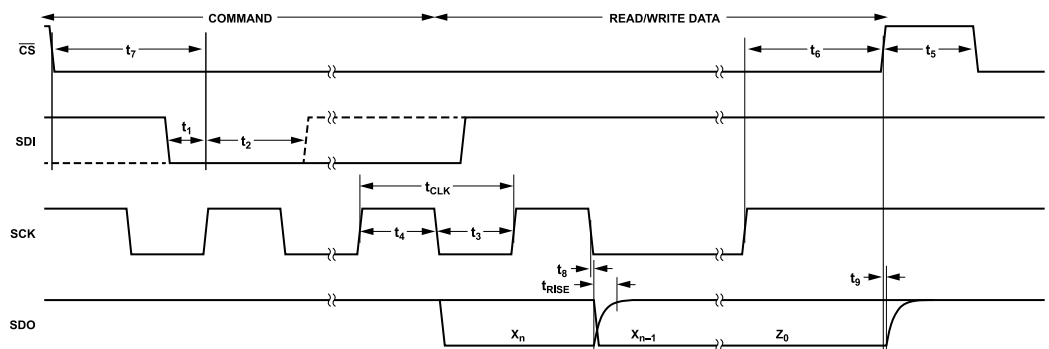 COMMAND READ/WRITE DATA
CS t7 t6 t5
SDI t1 t2
tCLK
SCK t4 t3
t8
tRISE
t9
SDO Xn Xn–1 Z0